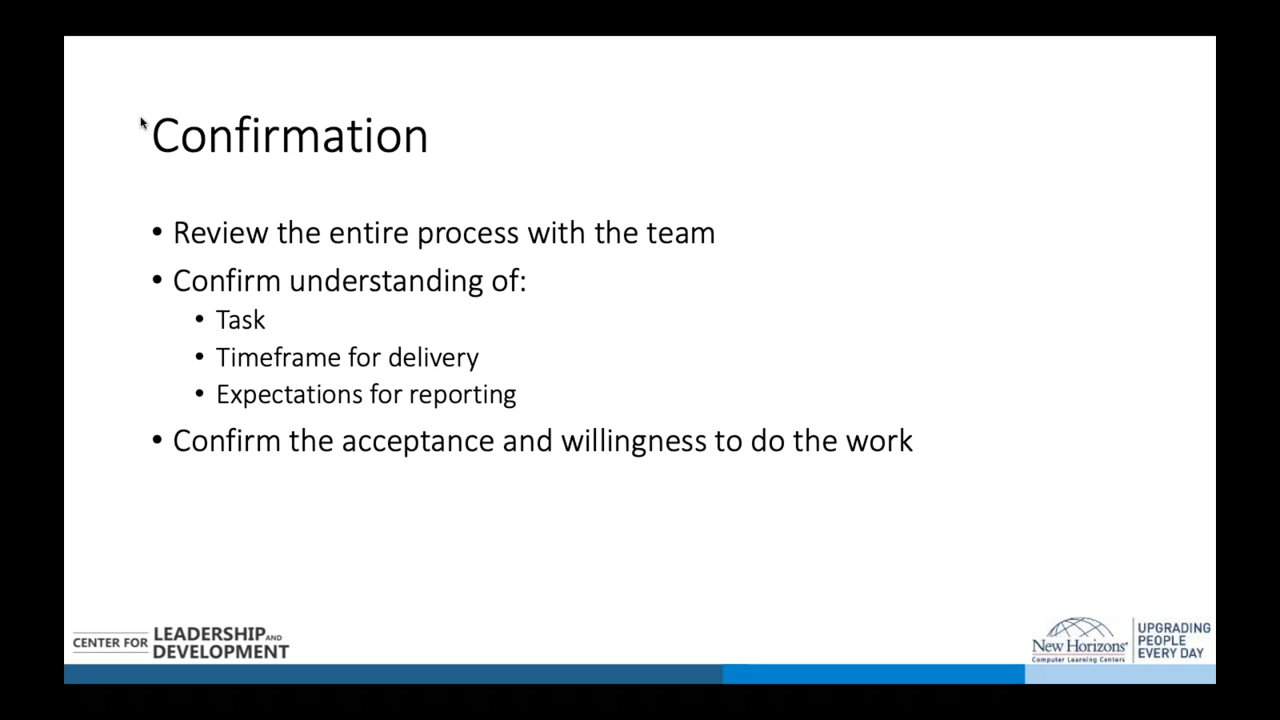 Confirmation
• Review the entire process with the team
• Confirm understanding of:
• Task
• Timeframe for delivery
• Expectations for reporting
• Confirm the acceptance and willingness to do the work
CENTER FOR LEADERSHIP AND DEVELOPMENT
New Horizons®
Computer Learning Centers
UPGRADING
PEOPLE
EVERY DAY